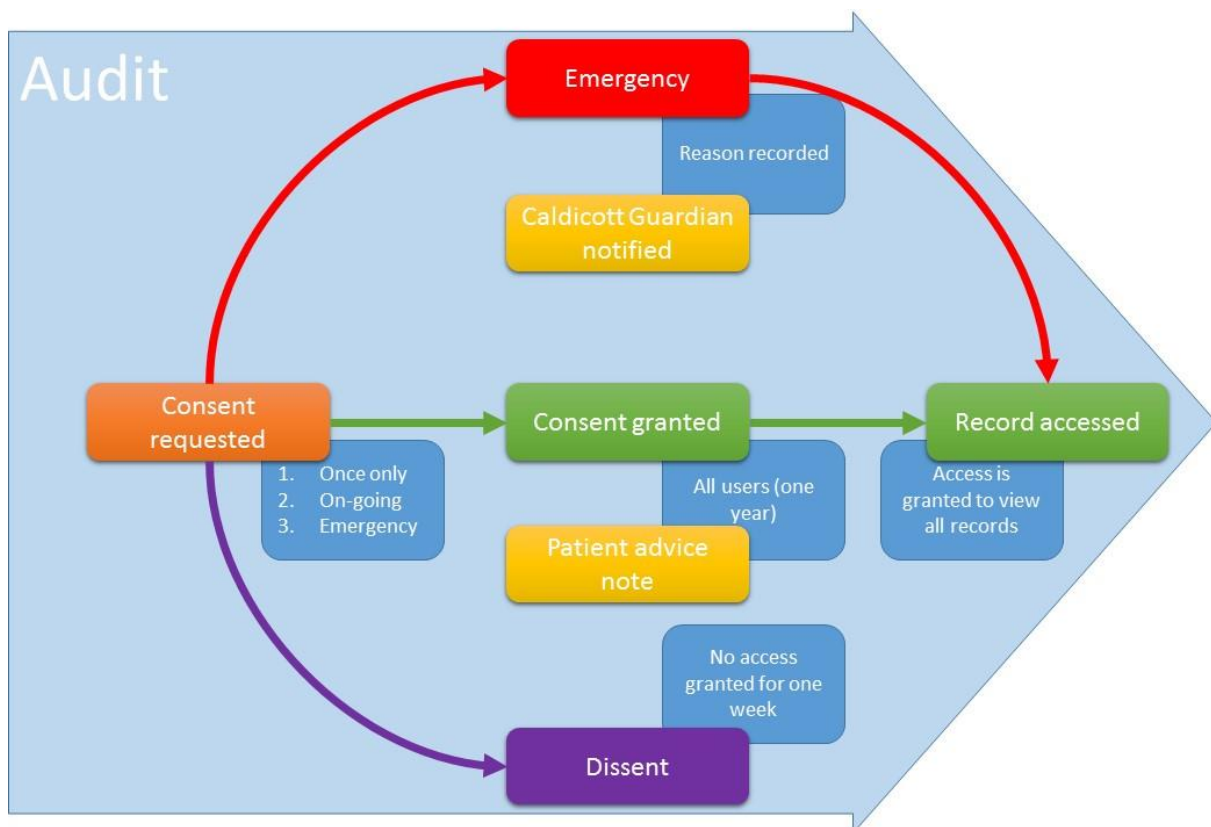 Audit
Emergency
Reason recorded
Caldicott Guardian
notified
Consent
requested
1. Once only
2. On-going
3. Emergency
Consent granted
All users (one
year)
Patient advice
note
Record accessed
Access is
granted to view
all records
No access
granted for one
week
Dissent